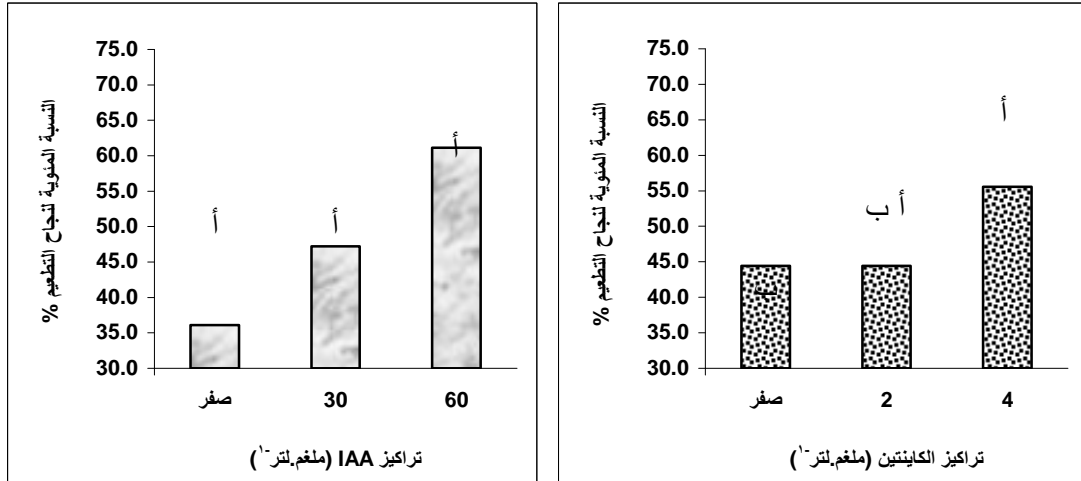 النسبة المئوية لنجاح التطعيم %
75.0
70.0
65.0
60.0
55.0
50.0
45.0
40.0
35.0
30.0
أ
أ
أ
صفر 30 60
تراكيز IAA (ملغم.لتر-١)
النسبة المئوية لنجاح التطعيم %
75.0
70.0
65.0
60.0
55.0
50.0
45.0
40.0
35.0
30.0
ب
أ ب
أ
صفر 2 4
تراكيز الكاينتين (ملغم.لتر-١)